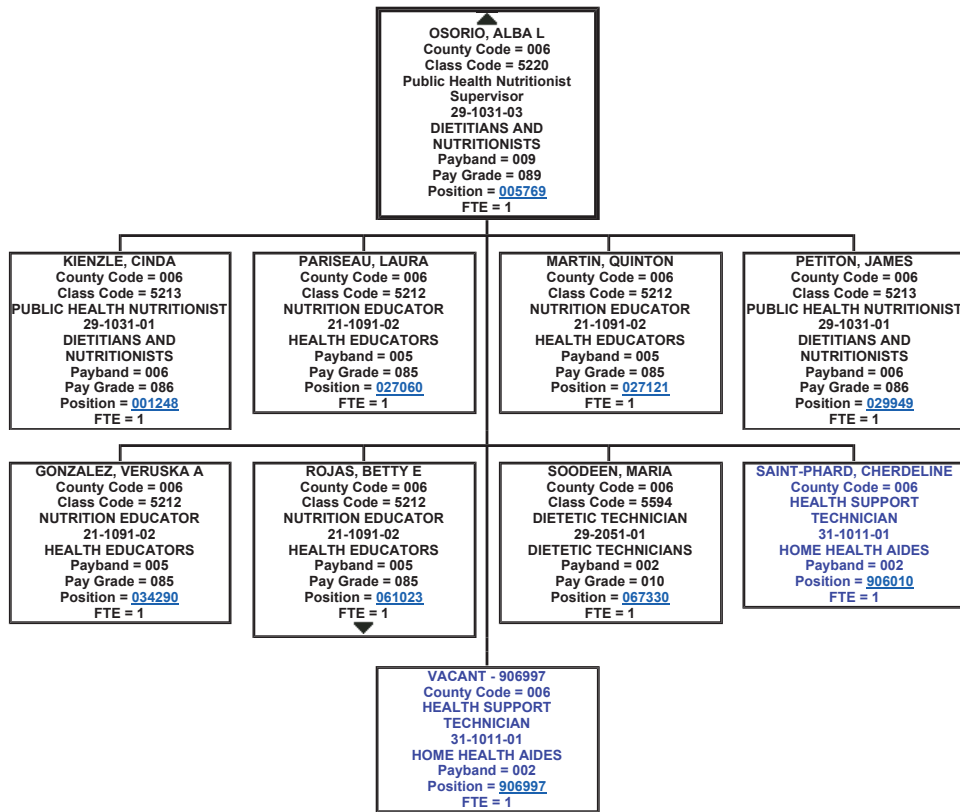 OSORIO, ALBA L
County Code = 006
Class Code = 5220
Public Health Nutritionist
Supervisor
29-1031-03
DIETITIANS AND
NUTRITIONISTS
Payband = 009
Pay Grade = 089
Position = 005769
FTE = 1
KIENZLE, CINDA
County Code = 006
Class Code = 5213
PUBLIC HEALTH NUTRITIONIST
29-1031-01
DIETITIANS AND
NUTRITIONISTS
Payband = 006
Pay Grade = 086
Position = 001248
FTE = 1
PARISEAU, LAURA
County Code = 006
Class Code = 5212
NUTRITION EDUCATOR
21-1091-02
HEALTH EDUCATORS
Payband = 005
Pay Grade = 085
Position = 027060
FTE = 1
MARTIN, QUINTON
County Code = 006
Class Code = 5212
NUTRITION EDUCATOR
21-1091-02
HEALTH EDUCATORS
Payband = 005
Pay Grade = 085
Position = 027121
FTE = 1
PETITON, JAMES
County Code = 006
Class Code = 5213
PUBLIC HEALTH NUTRITIONIST
29-1031-01
DIETITIANS AND
NUTRITIONISTS
Payband = 006
Pay Grade = 086
Position = 029949
FTE = 1
GONZALEZ, VERUSKA A
County Code = 006
Class Code = 5212
NUTRITION EDUCATOR
21-1091-02
HEALTH EDUCATORS
Payband = 005
Pay Grade = 085
Position = 034290
FTE = 1
ROJAS, BETTY E
County Code = 006
Class Code = 5212
NUTRITION EDUCATOR
21-1091-02
HEALTH EDUCATORS
Payband = 005
Pay Grade = 085
Position = 061023
FTE = 1
SOODEEN, MARIA
County Code = 006
Class Code = 5594
DIETETIC TECHNICIAN
29-2051-01
DIETETIC TECHNICIANS
Payband = 002
Pay Grade = 010
Position = 067330
FTE = 1
SAINT-PHARD, CHERDELINE
County Code = 006
HEALTH SUPPORT
TECHNICIAN
31-1011-01
HOME HEALTH AIDES
Payband = 002
Position = 906010
FTE = 1
VACANT - 906997
County Code = 006
HEALTH SUPPORT
TECHNICIAN
31-1011-01
HOME HEALTH AIDES
Payband = 002
Position = 906997
FTE = 1